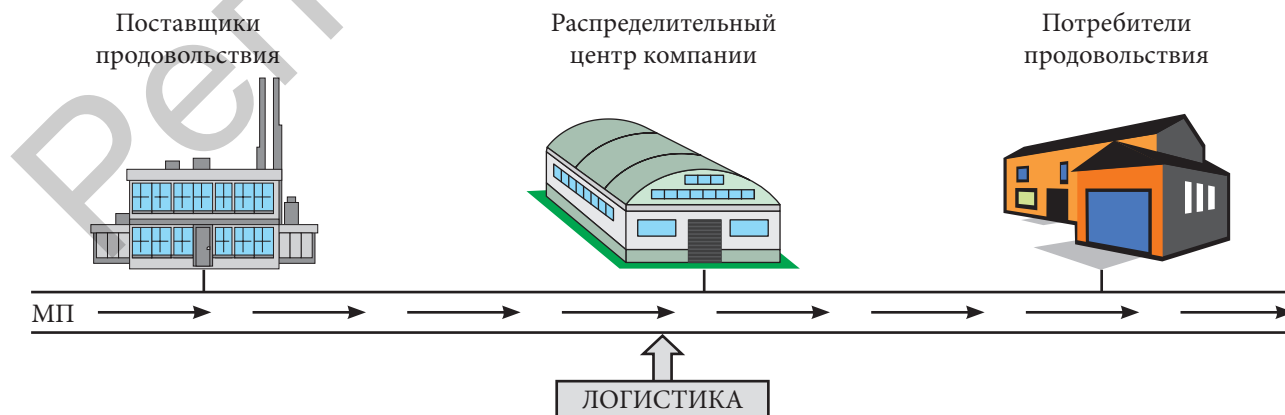 Поставщики
продовольствия
Распределительный
центр компании
Потребители
продовольствия
МП
ЛОГИСТИКА